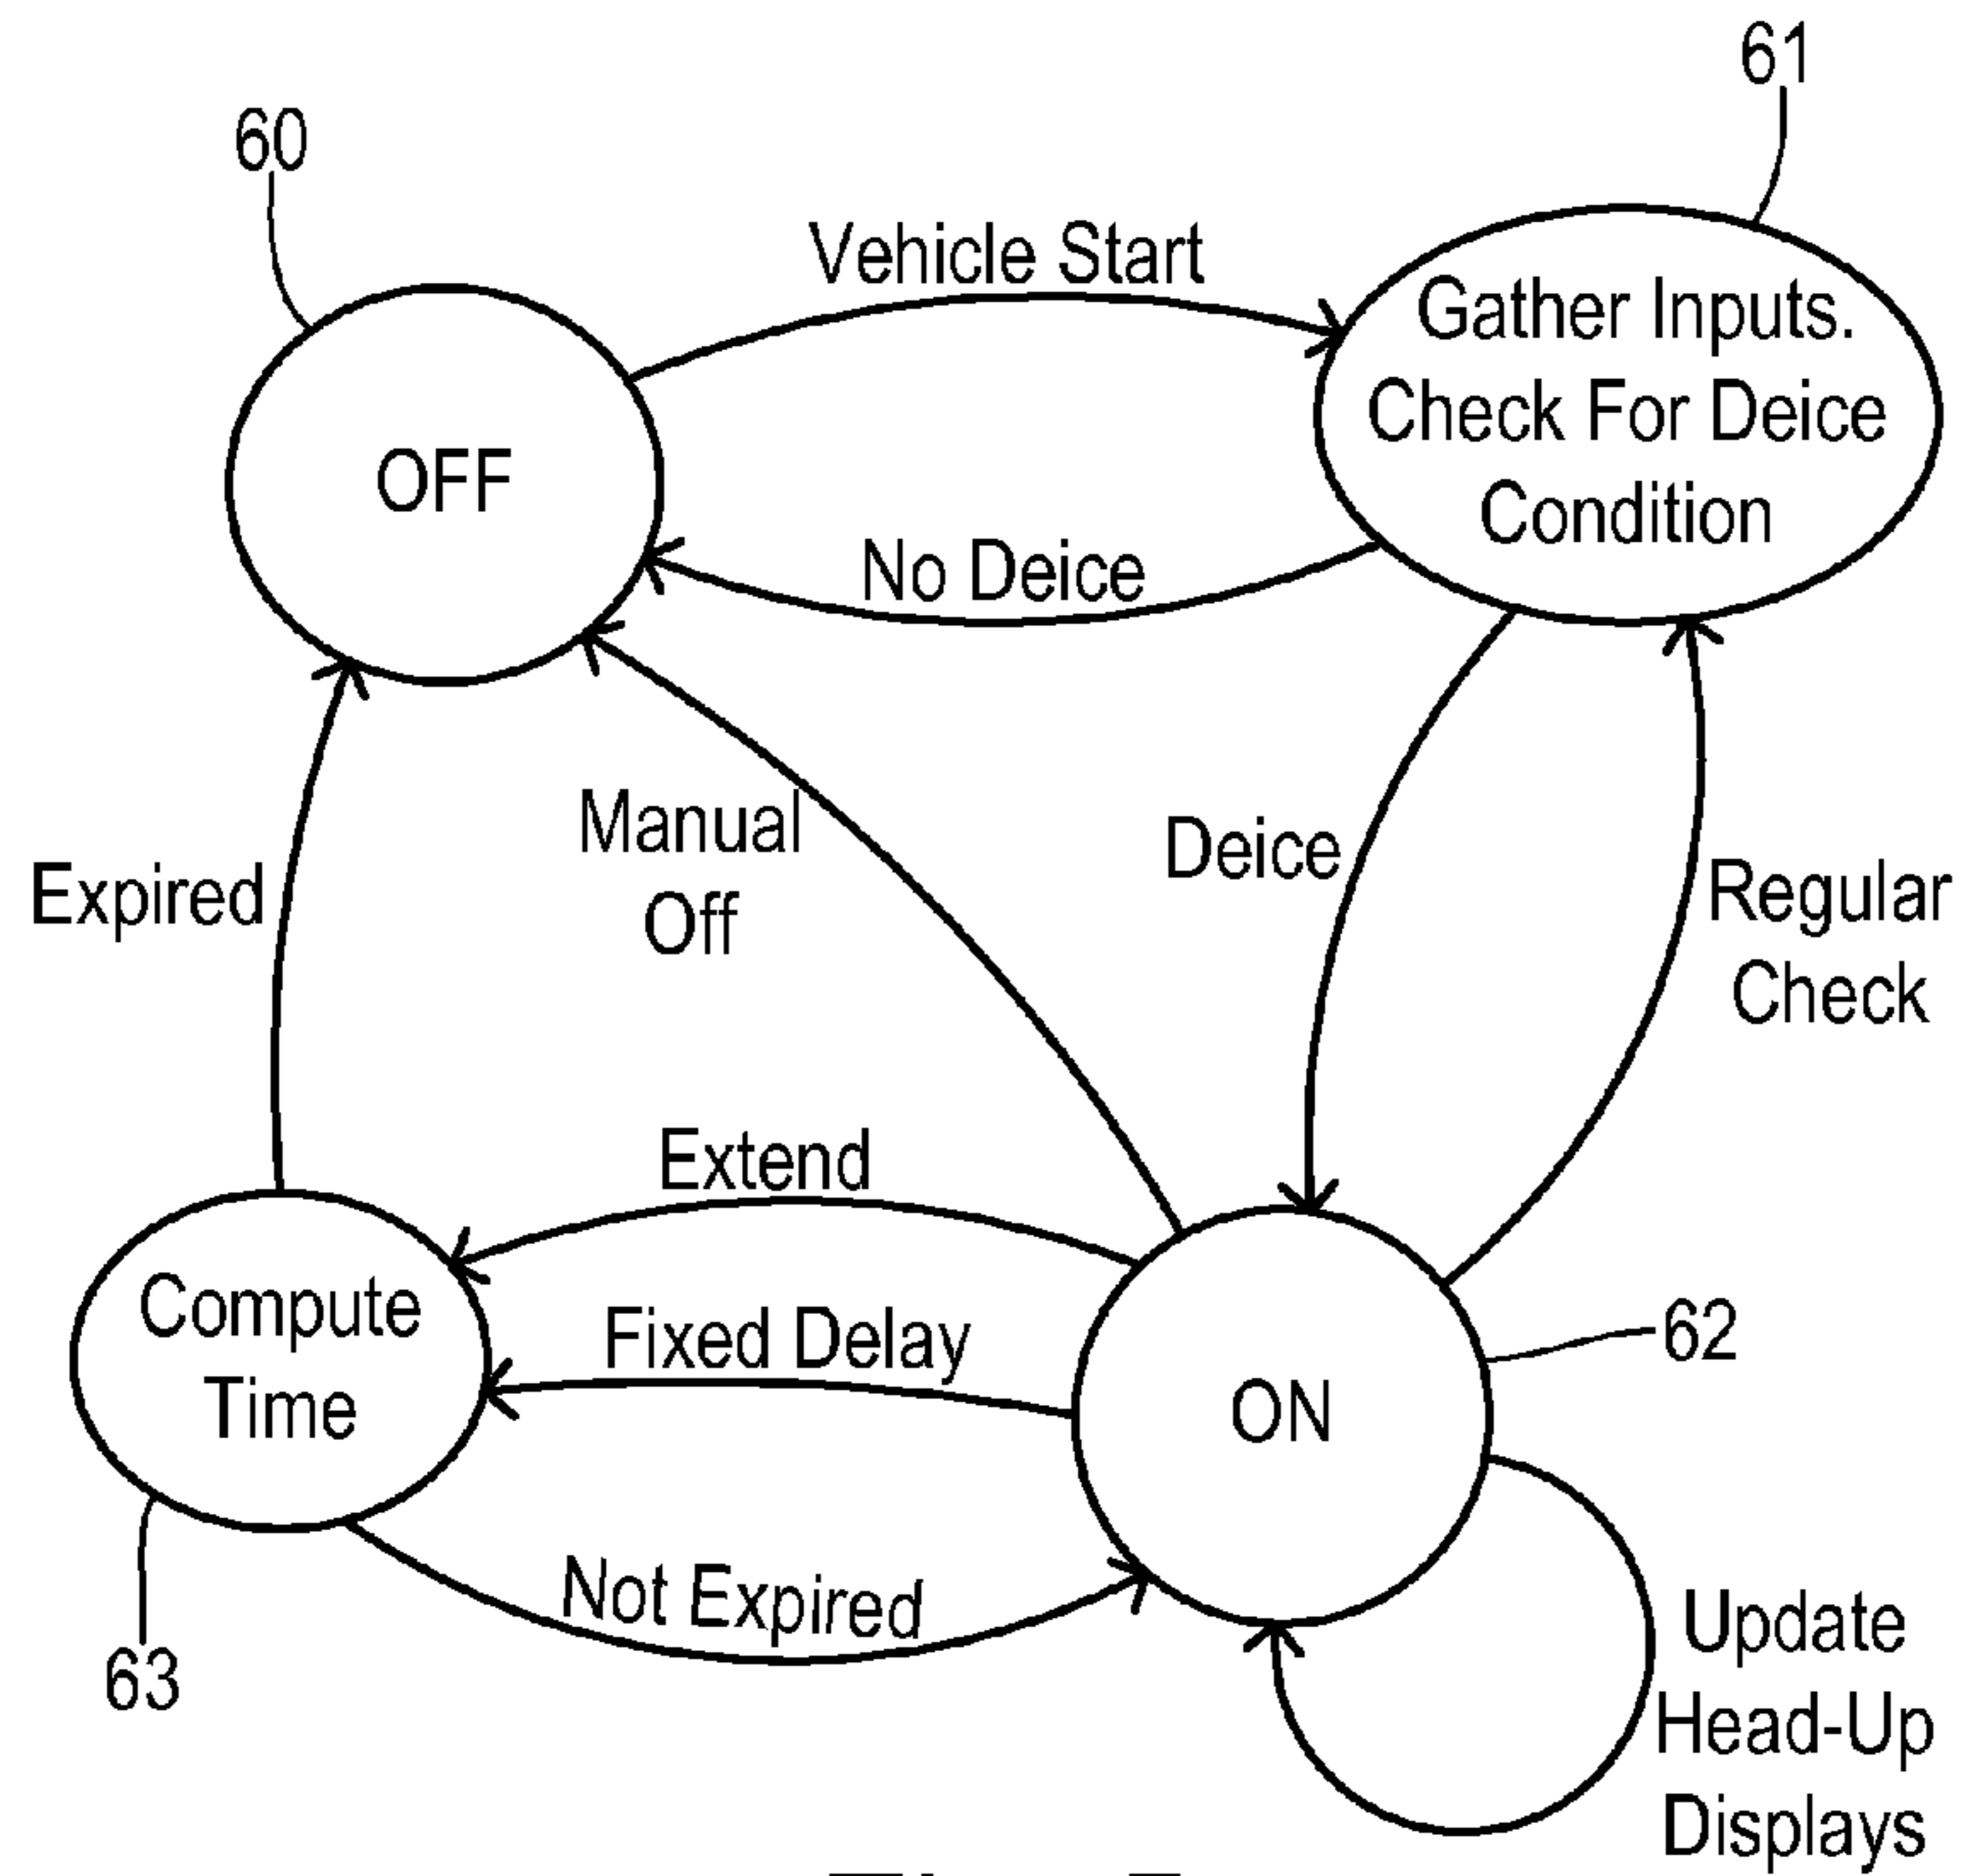 61
60
Vehicle Start
Gather Inputs.
Check For Deice
Condition
OFF
No Deice
Manual
Off
Deice
Expired
Regular
Check
Extend
Compute
Time
Fixed Delay
ON
62
Not Expired
63
Update
Head-Up
Displays